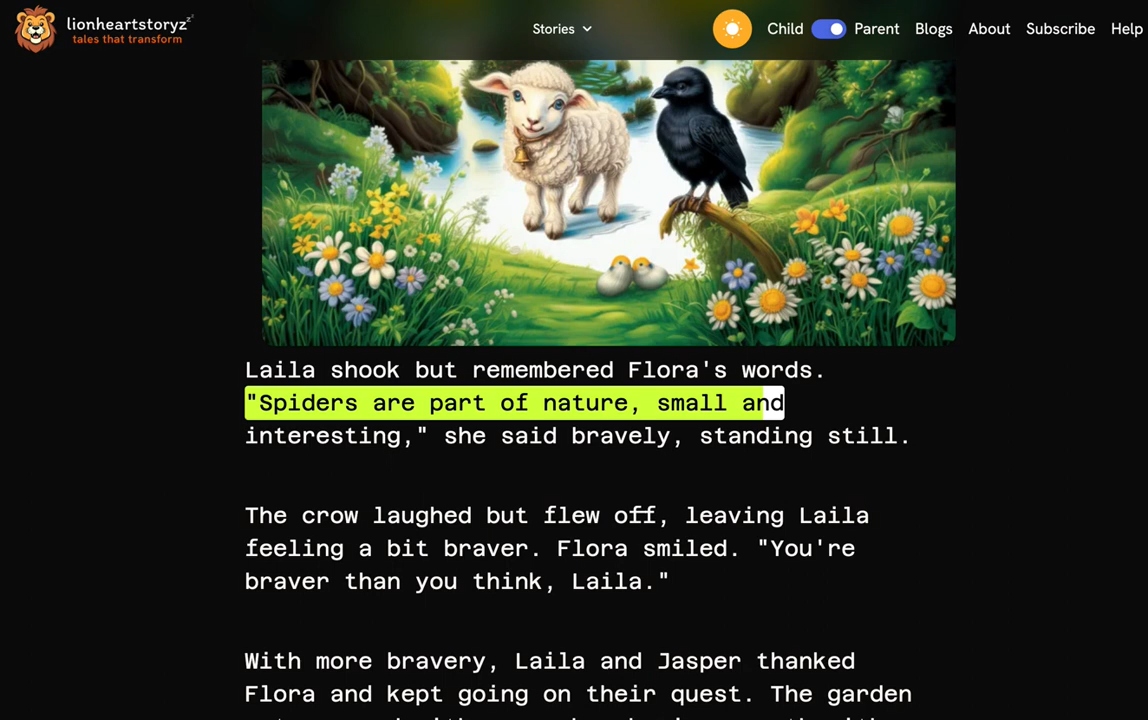 lionheartstoryz
tales that transform
Stories
Child
Parent
Blogs
About
Subscribe
Help
Laila shook but remembered Flora's words.
"Spiders are part of nature, small and
interesting," she said bravely, standing still.
The crow laughed but flew off, leaving Laila
feeling a bit braver. Flora smiled. "You're
braver than you think, Laila."
With more bravery, Laila and Jasper thanked
Flora and kept going on their quest. The garden